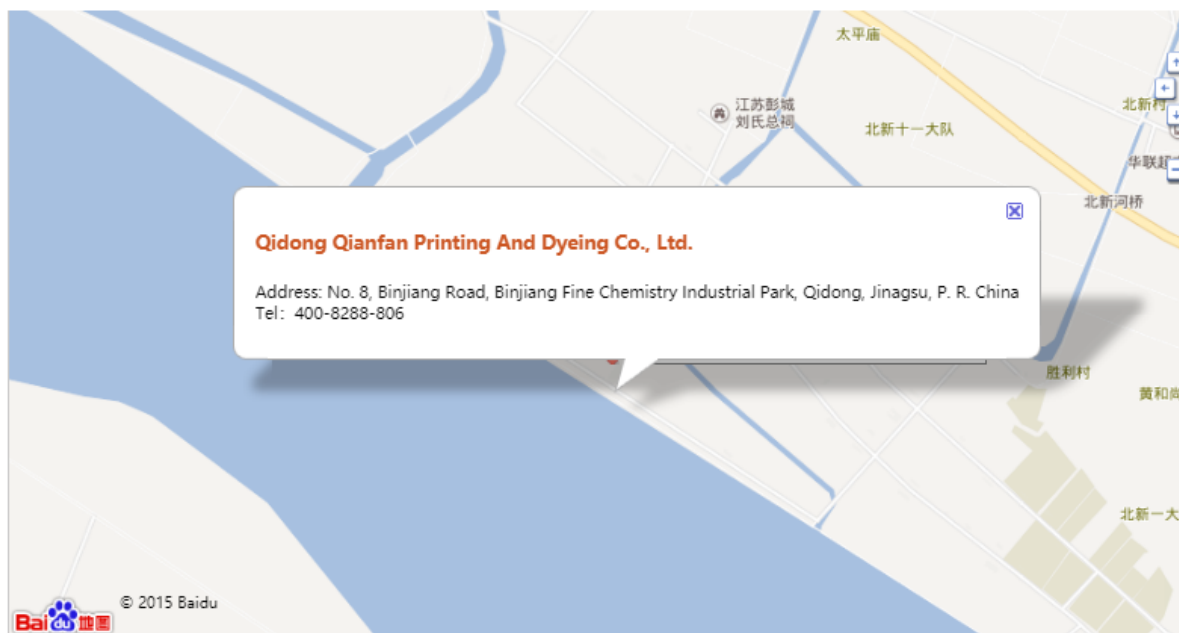 太平庙
江苏彭城
刘氏总祠
北新村
北新十一大队
华联超
北新河桥
Qidong Qianfan Printing And Dyeing Co., Ltd.
Address: No. 8, Binjiang Road, Binjiang Fine Chemistry Industrial Park, Qidong, Jinagsu, P. R. China
Tel：400-8288-806
胜利村
黄和尚
北新一大
© 2015 Baidu
Bai du 地图